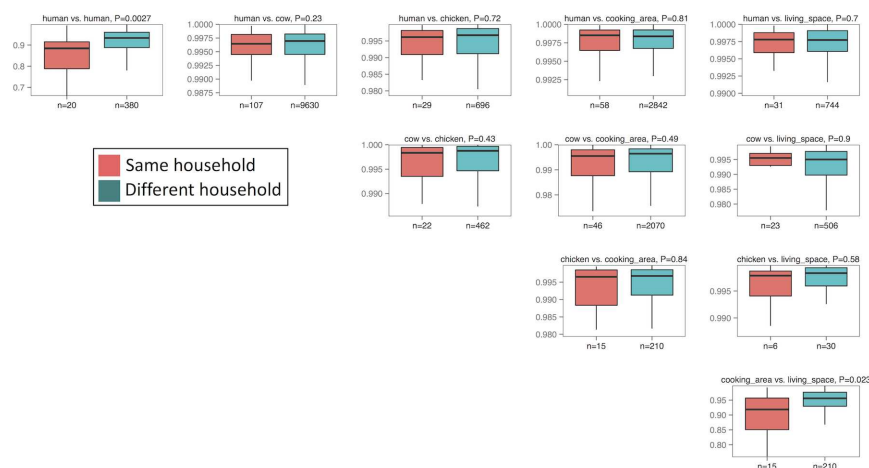 human vs. human, P=0.0027
0.9
0.8
0.7
n=20 n=380
human vs. cow, P=0.23
1.0000
0.9975
0.9950
0.9925
0.9900
0.9875
n=107 n=9630
human vs. chicken, P=0.72
0.995
0.990
0.985
0.980
n=29 n=696
human vs. cooking_area, P=0.81
1.0000
0.9975
0.9950
0.9925
n=58 n=2842
human vs. living_space, P=0.7
1.0000
0.9975
0.9950
0.9925
0.9900
n=31 n=744
Same household
Different household
cow vs. chicken, P=0.43
1.000
0.995
0.990
n=22 n=462
cow vs. cooking_area, P=0.49
1.00
0.99
0.98
n=46 n=2070
cow vs. living_space, P=0.9
0.995
0.990
0.985
0.980
n=23 n=506
chicken vs. cooking_area, P=0.84
0.995
0.990
0.985
0.980
n=15 n=210
chicken vs. living_space, P=0.58
0.995
0.990
n=6 n=30
cooking_area vs. living_space, P=0.023
0.95
0.90
0.85
0.80
n=15 n=210